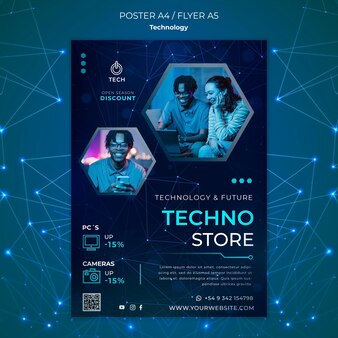 POSTER A4 / FLYER A5
Technology
TECH
OPEN SEASON
DISCOUNT
TECHNOLOGY & FUTURE
TECHNO
STORE
PC´S
UP
-15%
CAMERAS
UP
-15%
+54 9 342 154798
WWW.YOURWEBSITE.COM